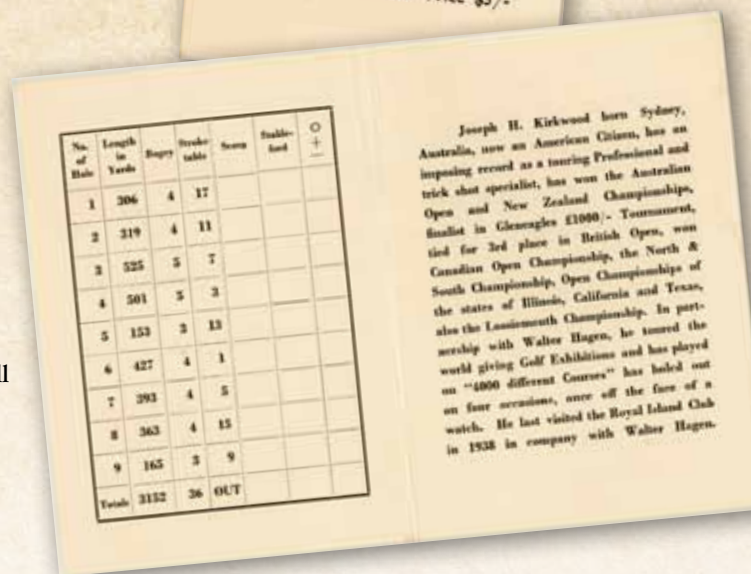 Price $5/-
ll
No. of Hole Length in Yards Bogey Stroke table Score Stable-ford O + –
1 306 4 17
2 319 4 11
3 525 5 7
4 501 5 3
5 153 3 13
6 427 4 1
7 393 4 5
8 363 4 15
9 165 3 9
Totals 3152 36 OUT
Joseph H. Kirkwood born Sydney,
Australia, now an American Citizen, has an
imposing record as a touring Professional and
trick shot specialist, has won the Australian
Open and New Zealand Championships,
finalist in Gleneagles £1000/- Tournament,
tied for 3rd place in British Open, won
Canadian Open Championship, the North &
South Championship, Open Championships of
the states of Illinois, California and Texas,
also the Lossiemouth Championship. In part-
nership with Walter Hagen, he toured the
world giving Golf Exhibitions and has played
on "4000 different Courses" has holed out
on four occasions, once off the face of a
watch. He last visited the Royal Island Club
in 1938 in company with Walter Hagen.